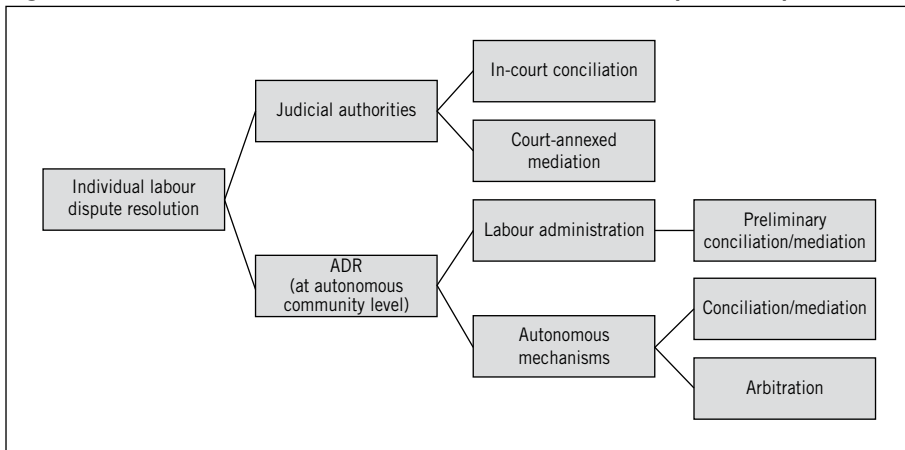 In-court conciliation
Judicial authorities
Court-annexed
mediation
Individual labour
dispute resolution
Labour administration
Preliminary
conciliation/mediation
ADR
(at autonomous
community level)
Conciliation/mediation
Autonomous
mechanisms
Arbitration